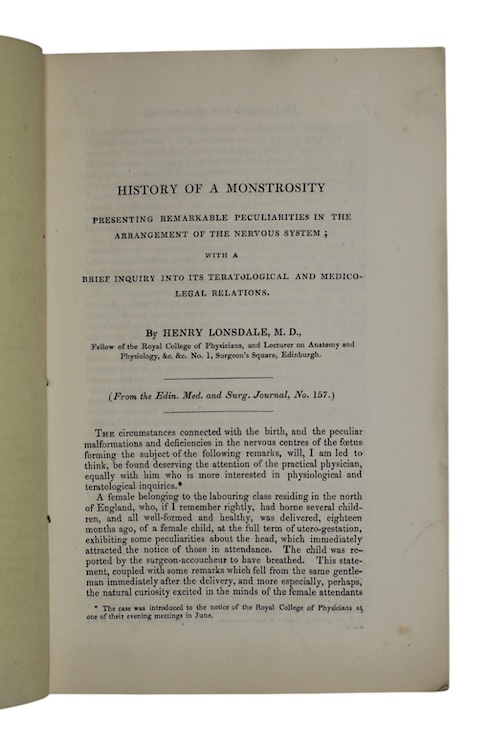 HISTORY OF A MONSTROSITY
PRESENTING REMARKABLE PECULIARITIES IN THE
ARRANGEMENT OF THE NERVOUS SYSTEM ;
WITH A
BRIEF INQUIRY INTO ITS TERATOLOGICAL AND MEDICO-
LEGAL RELATIONS.
By HENRY LONSDALE, M. D.,
Fellow of the Royal College of Physicians, and Lecturer on Anatomy and
Physiology, &c. &c. No. 1, Surgeon's Square, Edinburgh.
(From the Edin. Med. and Surg. Journal, No. 157.)
THE circumstances connected with the birth, and the peculiar
malformations and deficiencies in the nervous centres of the fœtus
forming the subject of the following remarks, will, I am led to
think, be found deserving the attention of the practical physician,
equally with him who is more interested in physiological and
teratological inquiries.*
A female belonging to the labouring class residing in the north
of England, who, if I remember rightly, had borne several child-
ren, and all well-formed and healthy, was delivered, eighteen
months ago, of a female child, at the full term of utero-gestation,
exhibiting some peculiarities about the head, which immediately
attracted the notice of those in attendance. The child was re-
ported by the surgeon-accoucheur to have breathed. This state-
ment, coupled with some remarks which fell from the same gentle-
man immediately after the delivery, and more especially, perhaps,
the natural curiosity excited in the minds of the female attendants
* The case was introduced to the notice of the Royal College of Physicians at
one of their evening meetings in June.